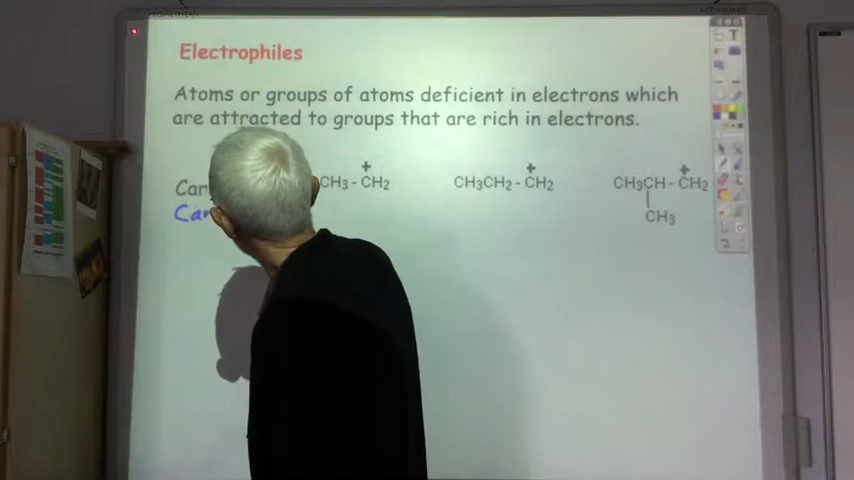 Electrophiles
Atoms or groups of atoms deficient in electrons which
are attracted to groups that are rich in electrons.
+ + +
CH3 - CH2 CH3CH2 - CH2 CH3CH - CH2
CH3